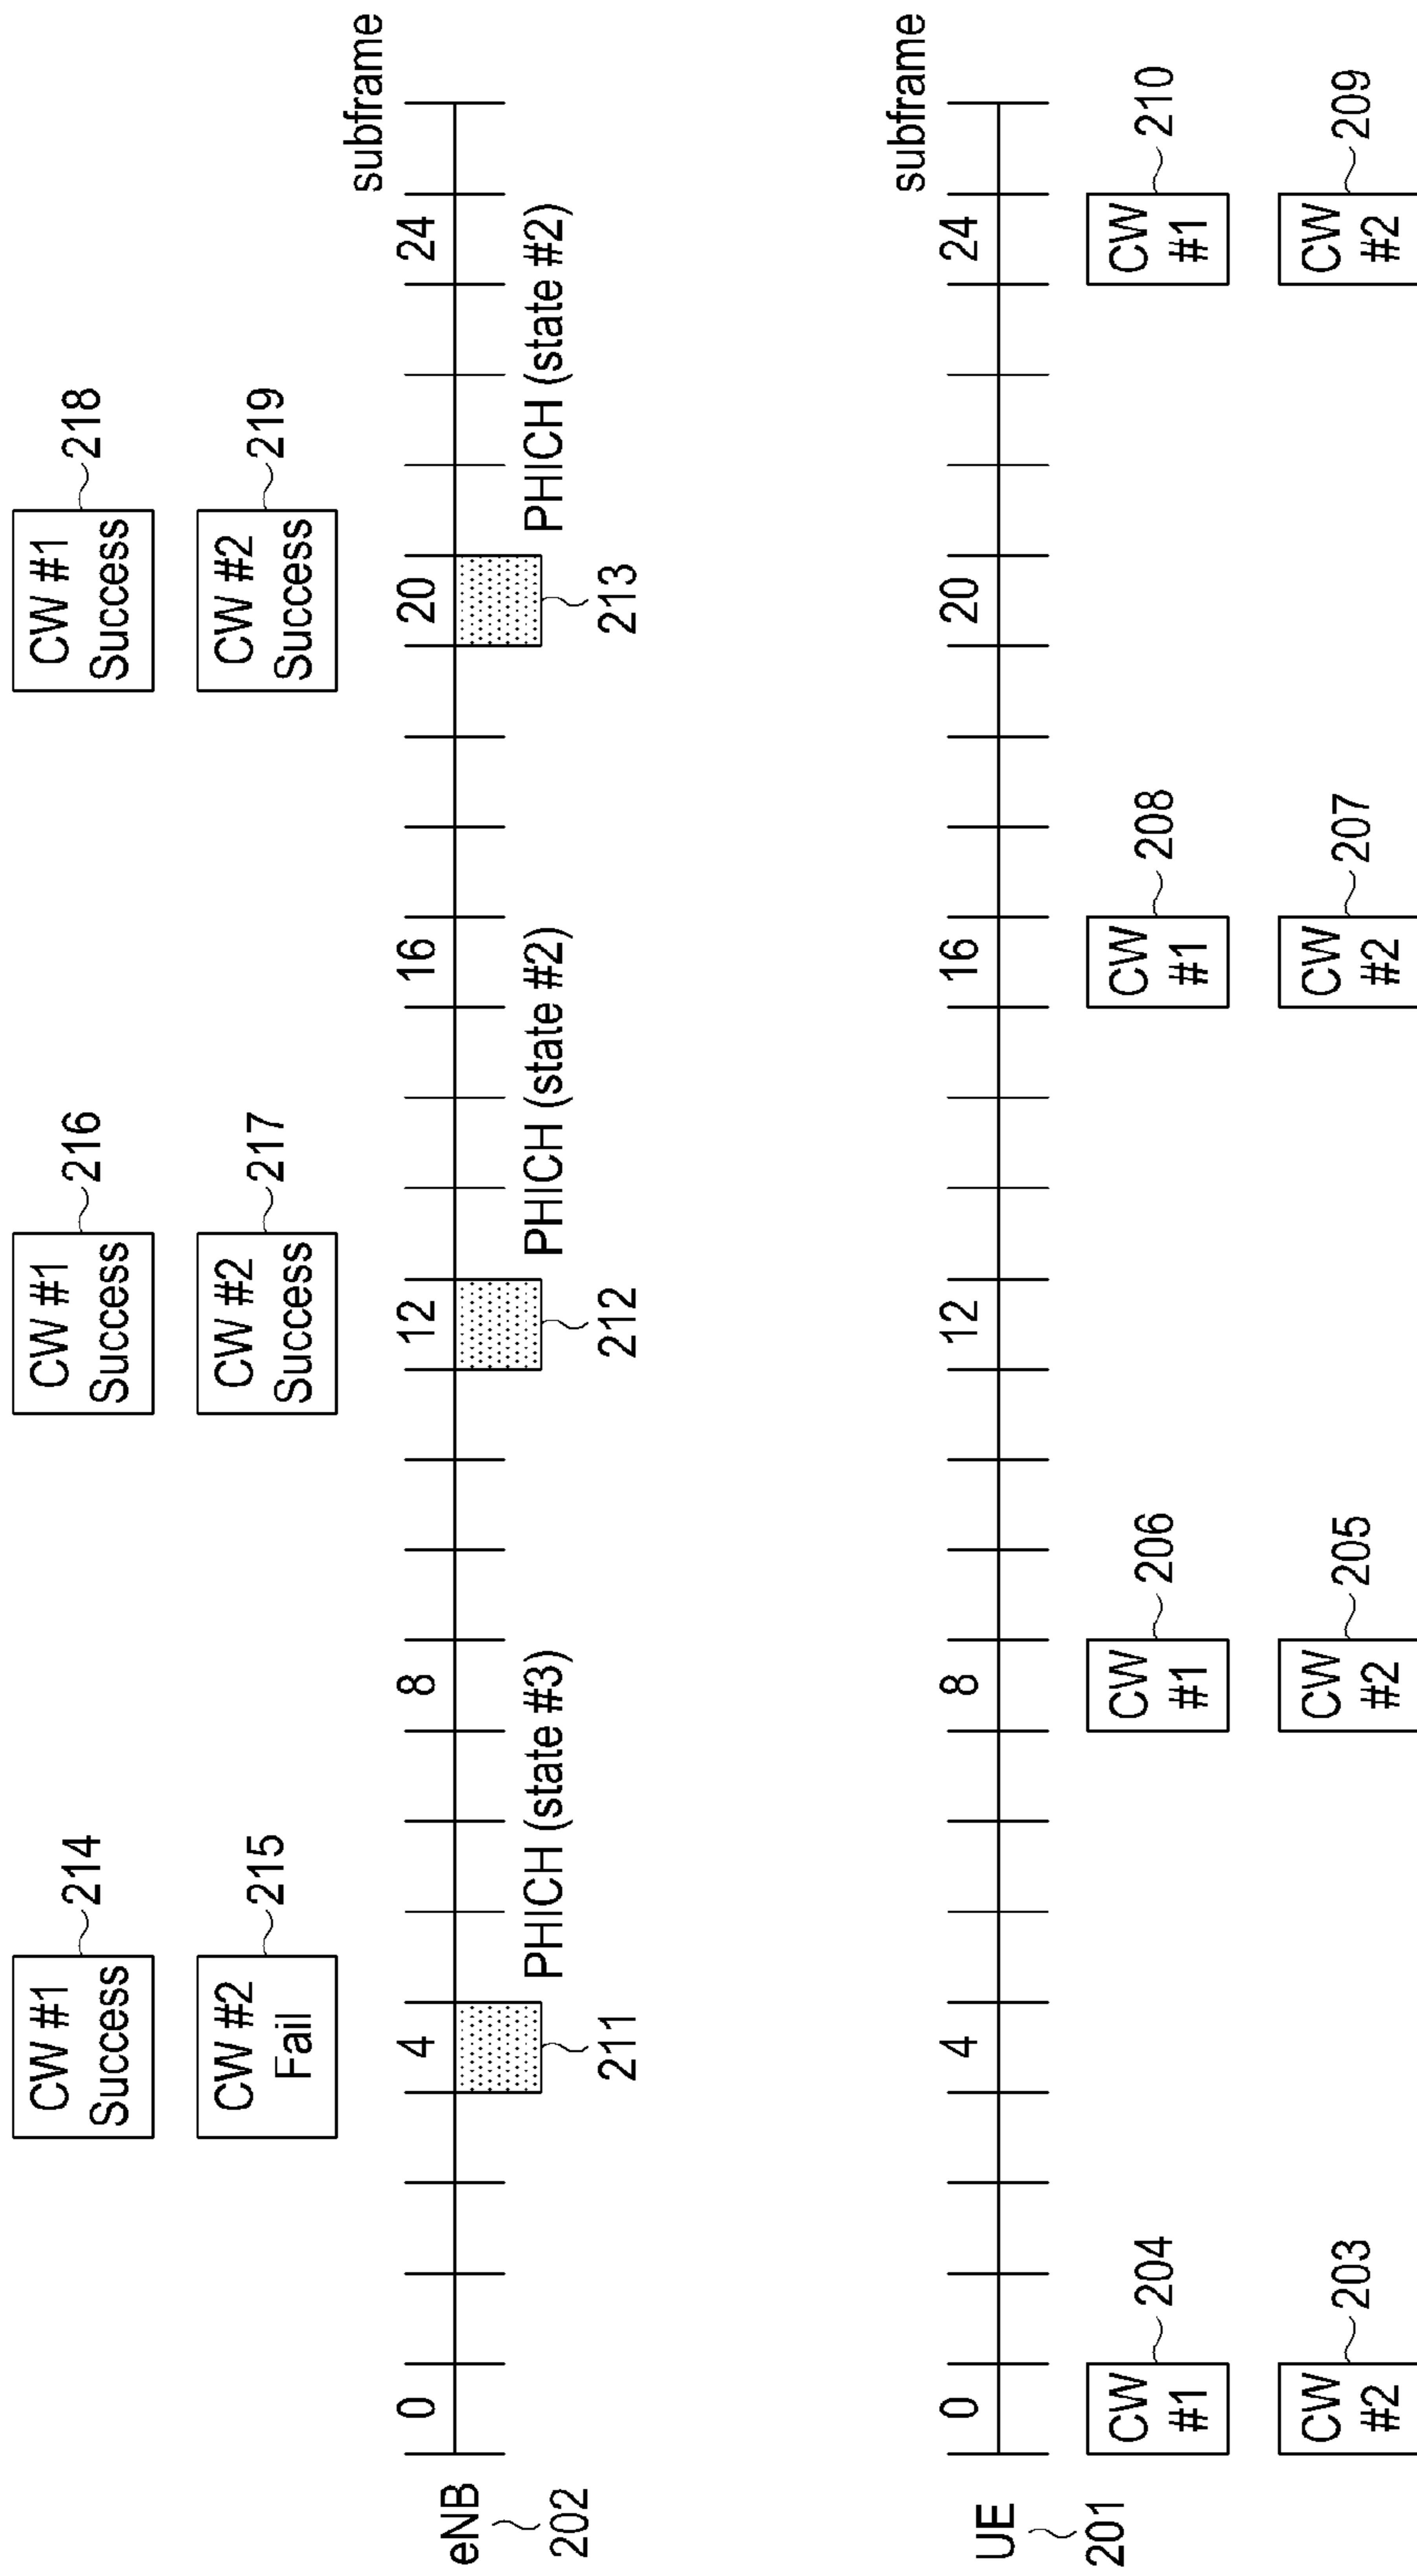 CW #1
Success
214
CW #1
Success
216
CW #1
Success
218
CW #2
Fail
215
CW #2
Success
217
CW #2
Success
219
subframe
0
4
8
12
16
20
24
eNB
202
PHICH (state #3)
PHICH (state #2)
PHICH (state #2)
211
212
213
subframe
0
4
8
12
16
20
24
UE
201
CW
#1
204
CW
#1
206
CW
#1
208
CW
#1
210
CW
#2
203
CW
#2
205
CW
#2
207
CW
#2
209